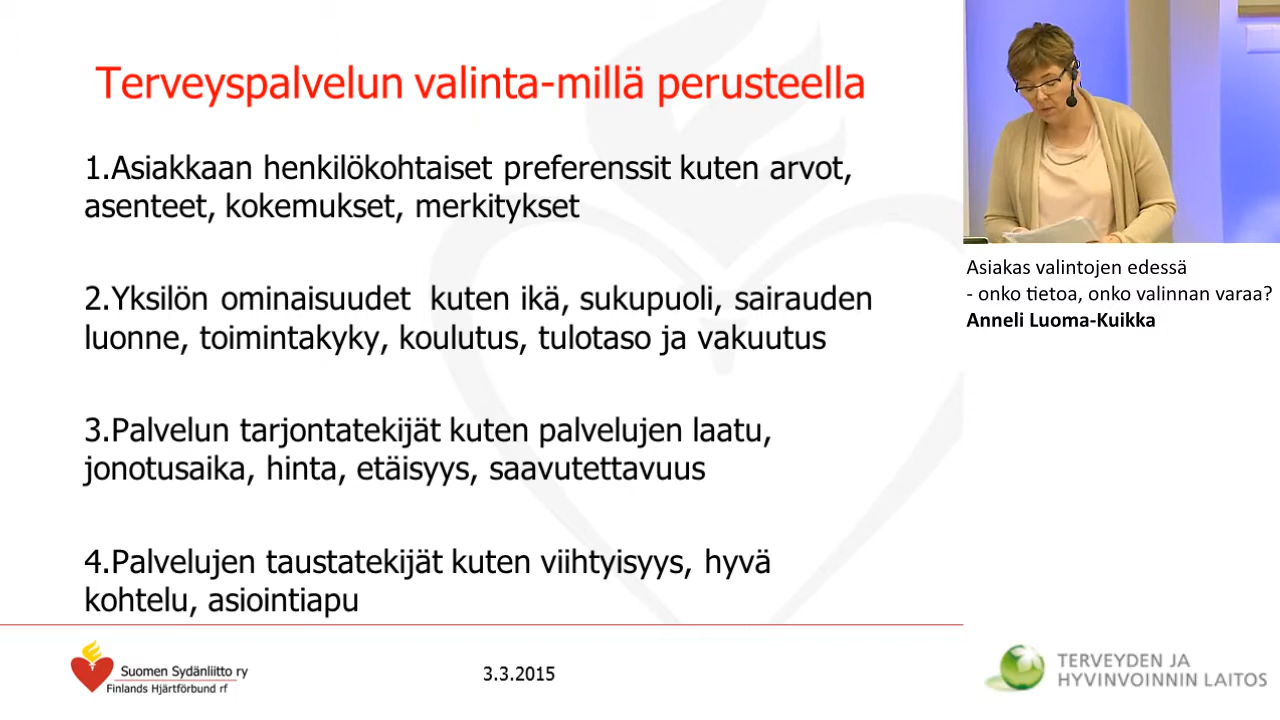 Terveyspalvelun valinta-millä perusteella
1.Asiakkaan henkilökohtaiset preferenssit kuten arvot,
asenteet, kokemukset, merkitykset
2.Yksilön ominaisuudet  kuten ikä, sukupuoli, sairauden
luonne, toimintakyky, koulutus, tulotaso ja vakuutus
3.Palvelun tarjontatekijät kuten palvelujen laatu,
jonotusaika, hinta, etäisyys, saavutettavuus
4.Palvelujen taustatekijät kuten viihtyisyys, hyvä
kohtelu, asiointiapu
Suomen Sydänliitto ry
Finlands Hjärtförbund rf
3.3.2015
Asiakas valintojen edessä
- onko tietoa, onko valinnan varaa?
Anneli Luoma-Kuikka
TERVEYDEN JA
HYVINVOINNIN LAITOS